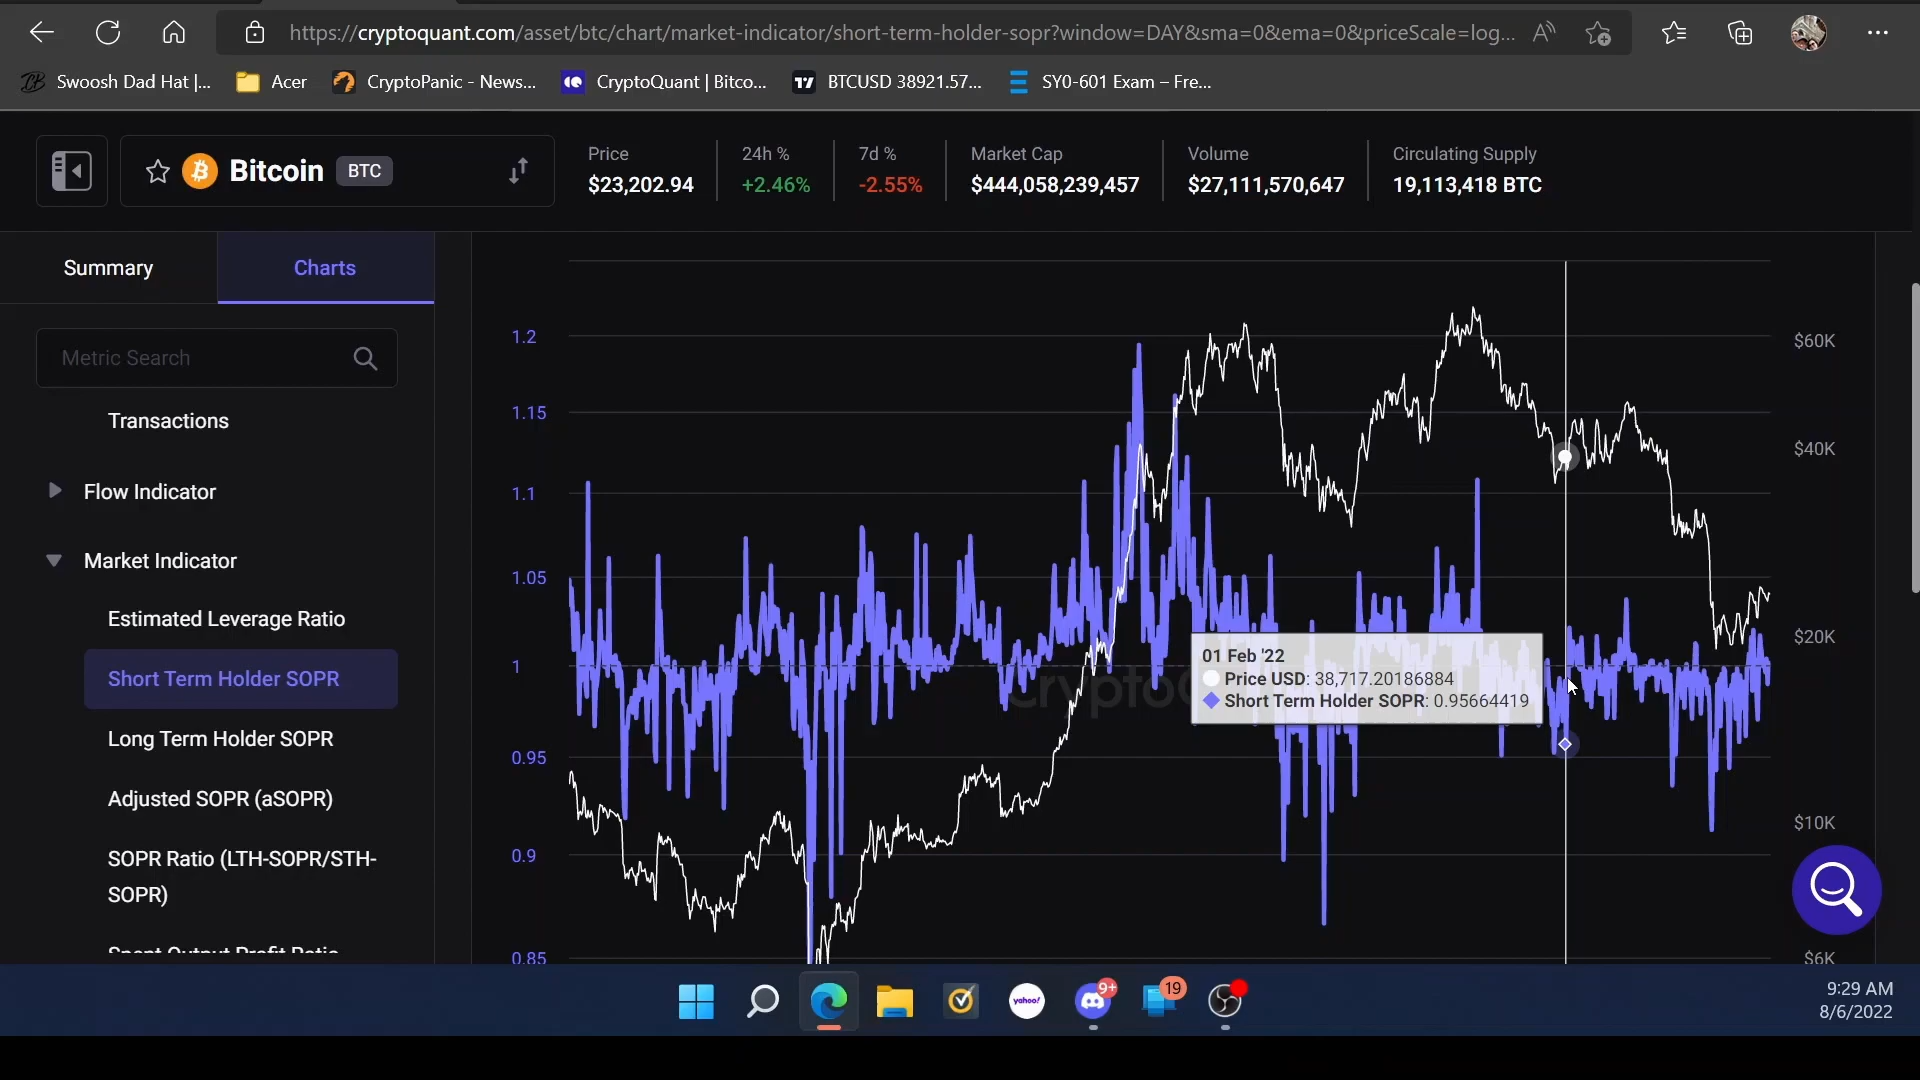 https://cryptoquant.com/asset/btc/chart/market-indicator/short-term-holder-sopr?window=DAY&sma=0&ema=0&priceScale=log...
Swoosh Dad Hat |...
Acer
CryptoPanic - News...
CryptoQuant | Bitco...
BTCUSD 38921.57...
SY0-601 Exam – Fre...
Bitcoin BTC
Price
$23,202.94
24h %
+2.46%
7d %
-2.55%
Market Cap
$444,058,239,457
Volume
$27,111,570,647
Circulating Supply
19,113,418 BTC
Summary
Charts
Metric Search
Transactions
Flow Indicator
Market Indicator
Estimated Leverage Ratio
Short Term Holder SOPR
Long Term Holder SOPR
Adjusted SOPR (aSOPR)
SOPR Ratio (LTH-SOPR/STH-
SOPR)
Spent Output Profit Ratio
1.2
1.15
1.1
1.05
1
0.95
0.9
0.85
$60K
$40K
$20K
$10K
$6K
01 Feb '22
Price USD: 38,717.20186884
Short Term Holder SOPR: 0.95664419
yahoo!
9+
19
9:29 AM
8/6/2022